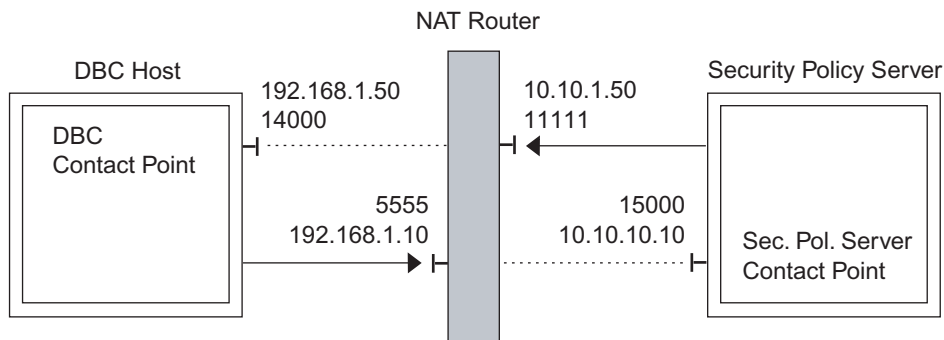 NAT Router
DBC Host
Security Policy Server
192.168.1.50
14000
10.10.1.50
11111
DBC
Contact Point
5555
192.168.1.10
15000
10.10.10.10
Sec. Pol. Server
Contact Point